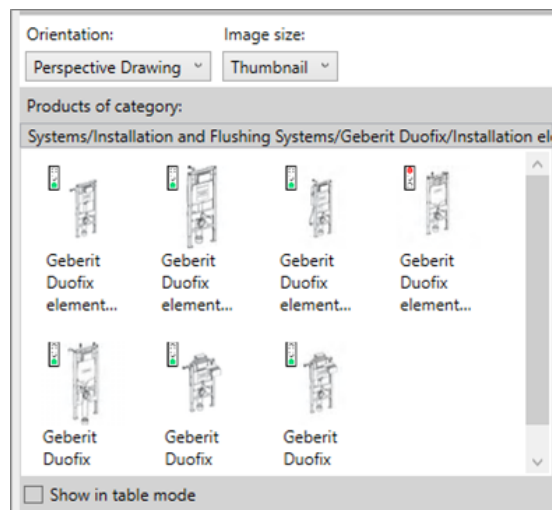 Orientation: Image size:
Perspective Drawing Thumbnail
Products of category:
Systems/Installation and Flushing Systems/Geberit Duofix/Installation ele
Geberit Geberit Geberit Geberit
Duofix Duofix Duofix Duofix
element... element... element... element...
Geberit Geberit Geberit
Duofix Duofix Duofix
Show in table mode